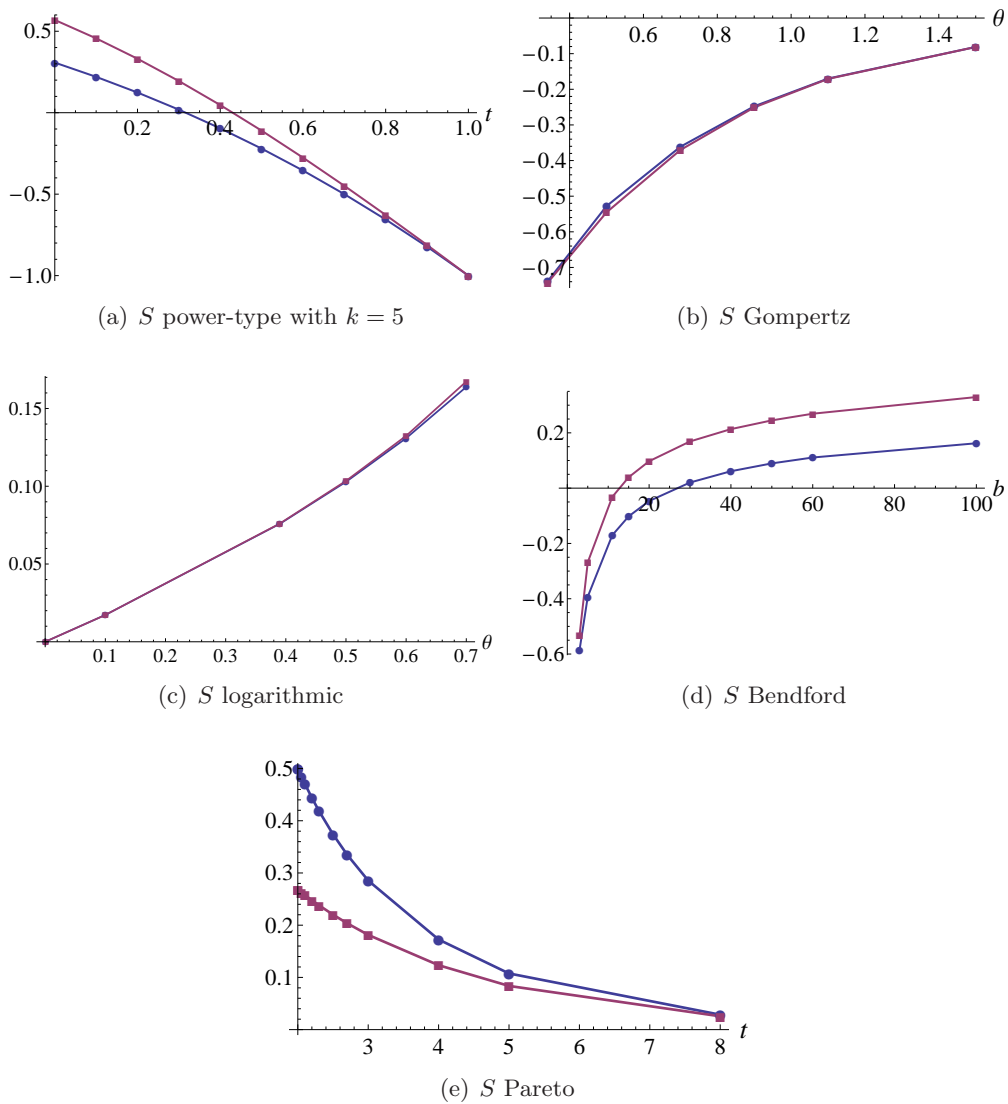 0.5
0.2 0.4 0.6 0.8 1.0 t
−0.5
−1.0
(a) S power-type with k = 5
0.6 0.8 1.0 1.2 1.4 θ
−0.1
−0.2
−0.3
−0.4
−0.5
−0.6
−0.7
(b) S Gompertz
0.15
0.10
0.05
0.1 0.2 0.3 0.4 0.5 0.6 0.7 θ
(c) S logarithmic
0.2
20 40 60 80 100 b
−0.2
−0.4
−0.6
(d) S Bendford
0.5
0.4
0.3
0.2
0.1
3 4 5 6 7 8 t
(e) S Pareto